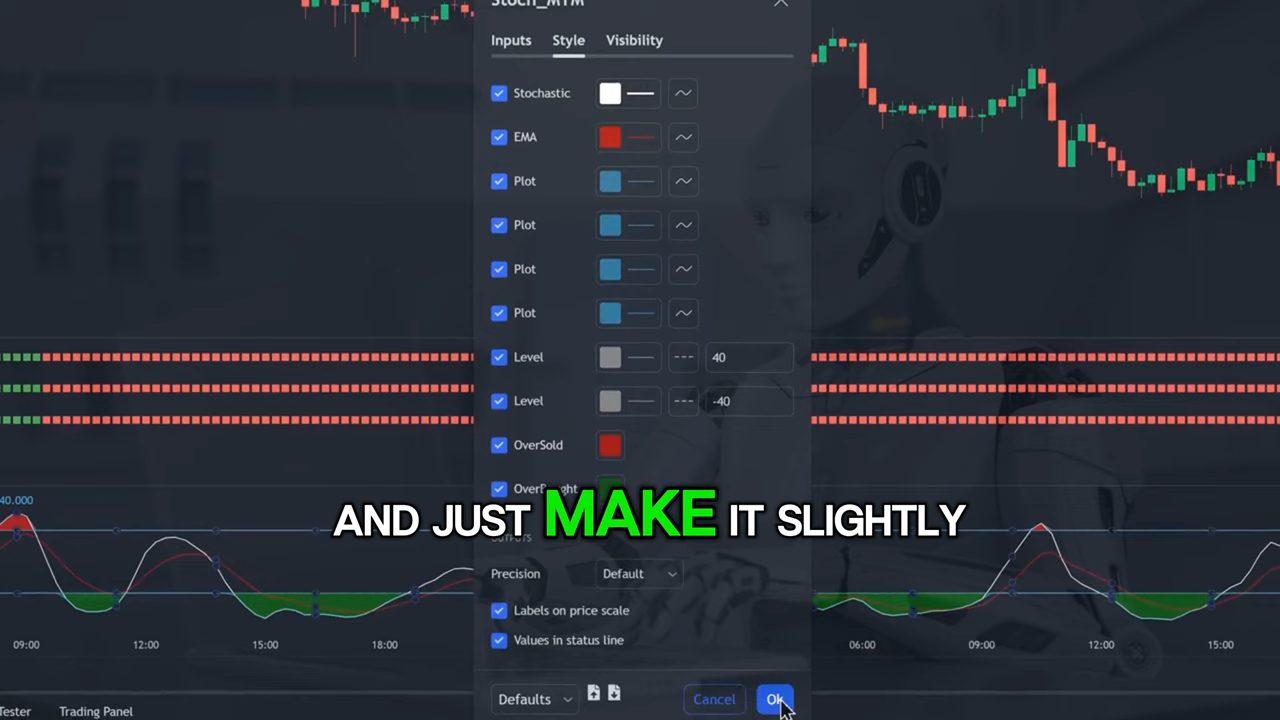 Stoch_MTM
Inputs Style Visibility
Stochastic
EMA
Plot
Plot
Plot
Plot
Level 40
Level -40
OverSold
40.000
AND JUST MAKE IT SLIGHTLY
Precision Default
Labels on price scale
Values in status line
09:00 12:00 15:00 18:00 06:00 09:00 12:00 15:00
Defaults Cancel Ok
Tester Trading Panel